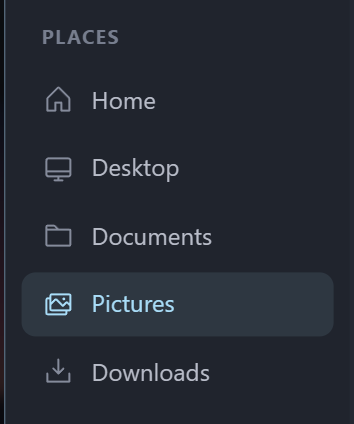 PLACES
Home
Desktop
Documents
Pictures
Downloads